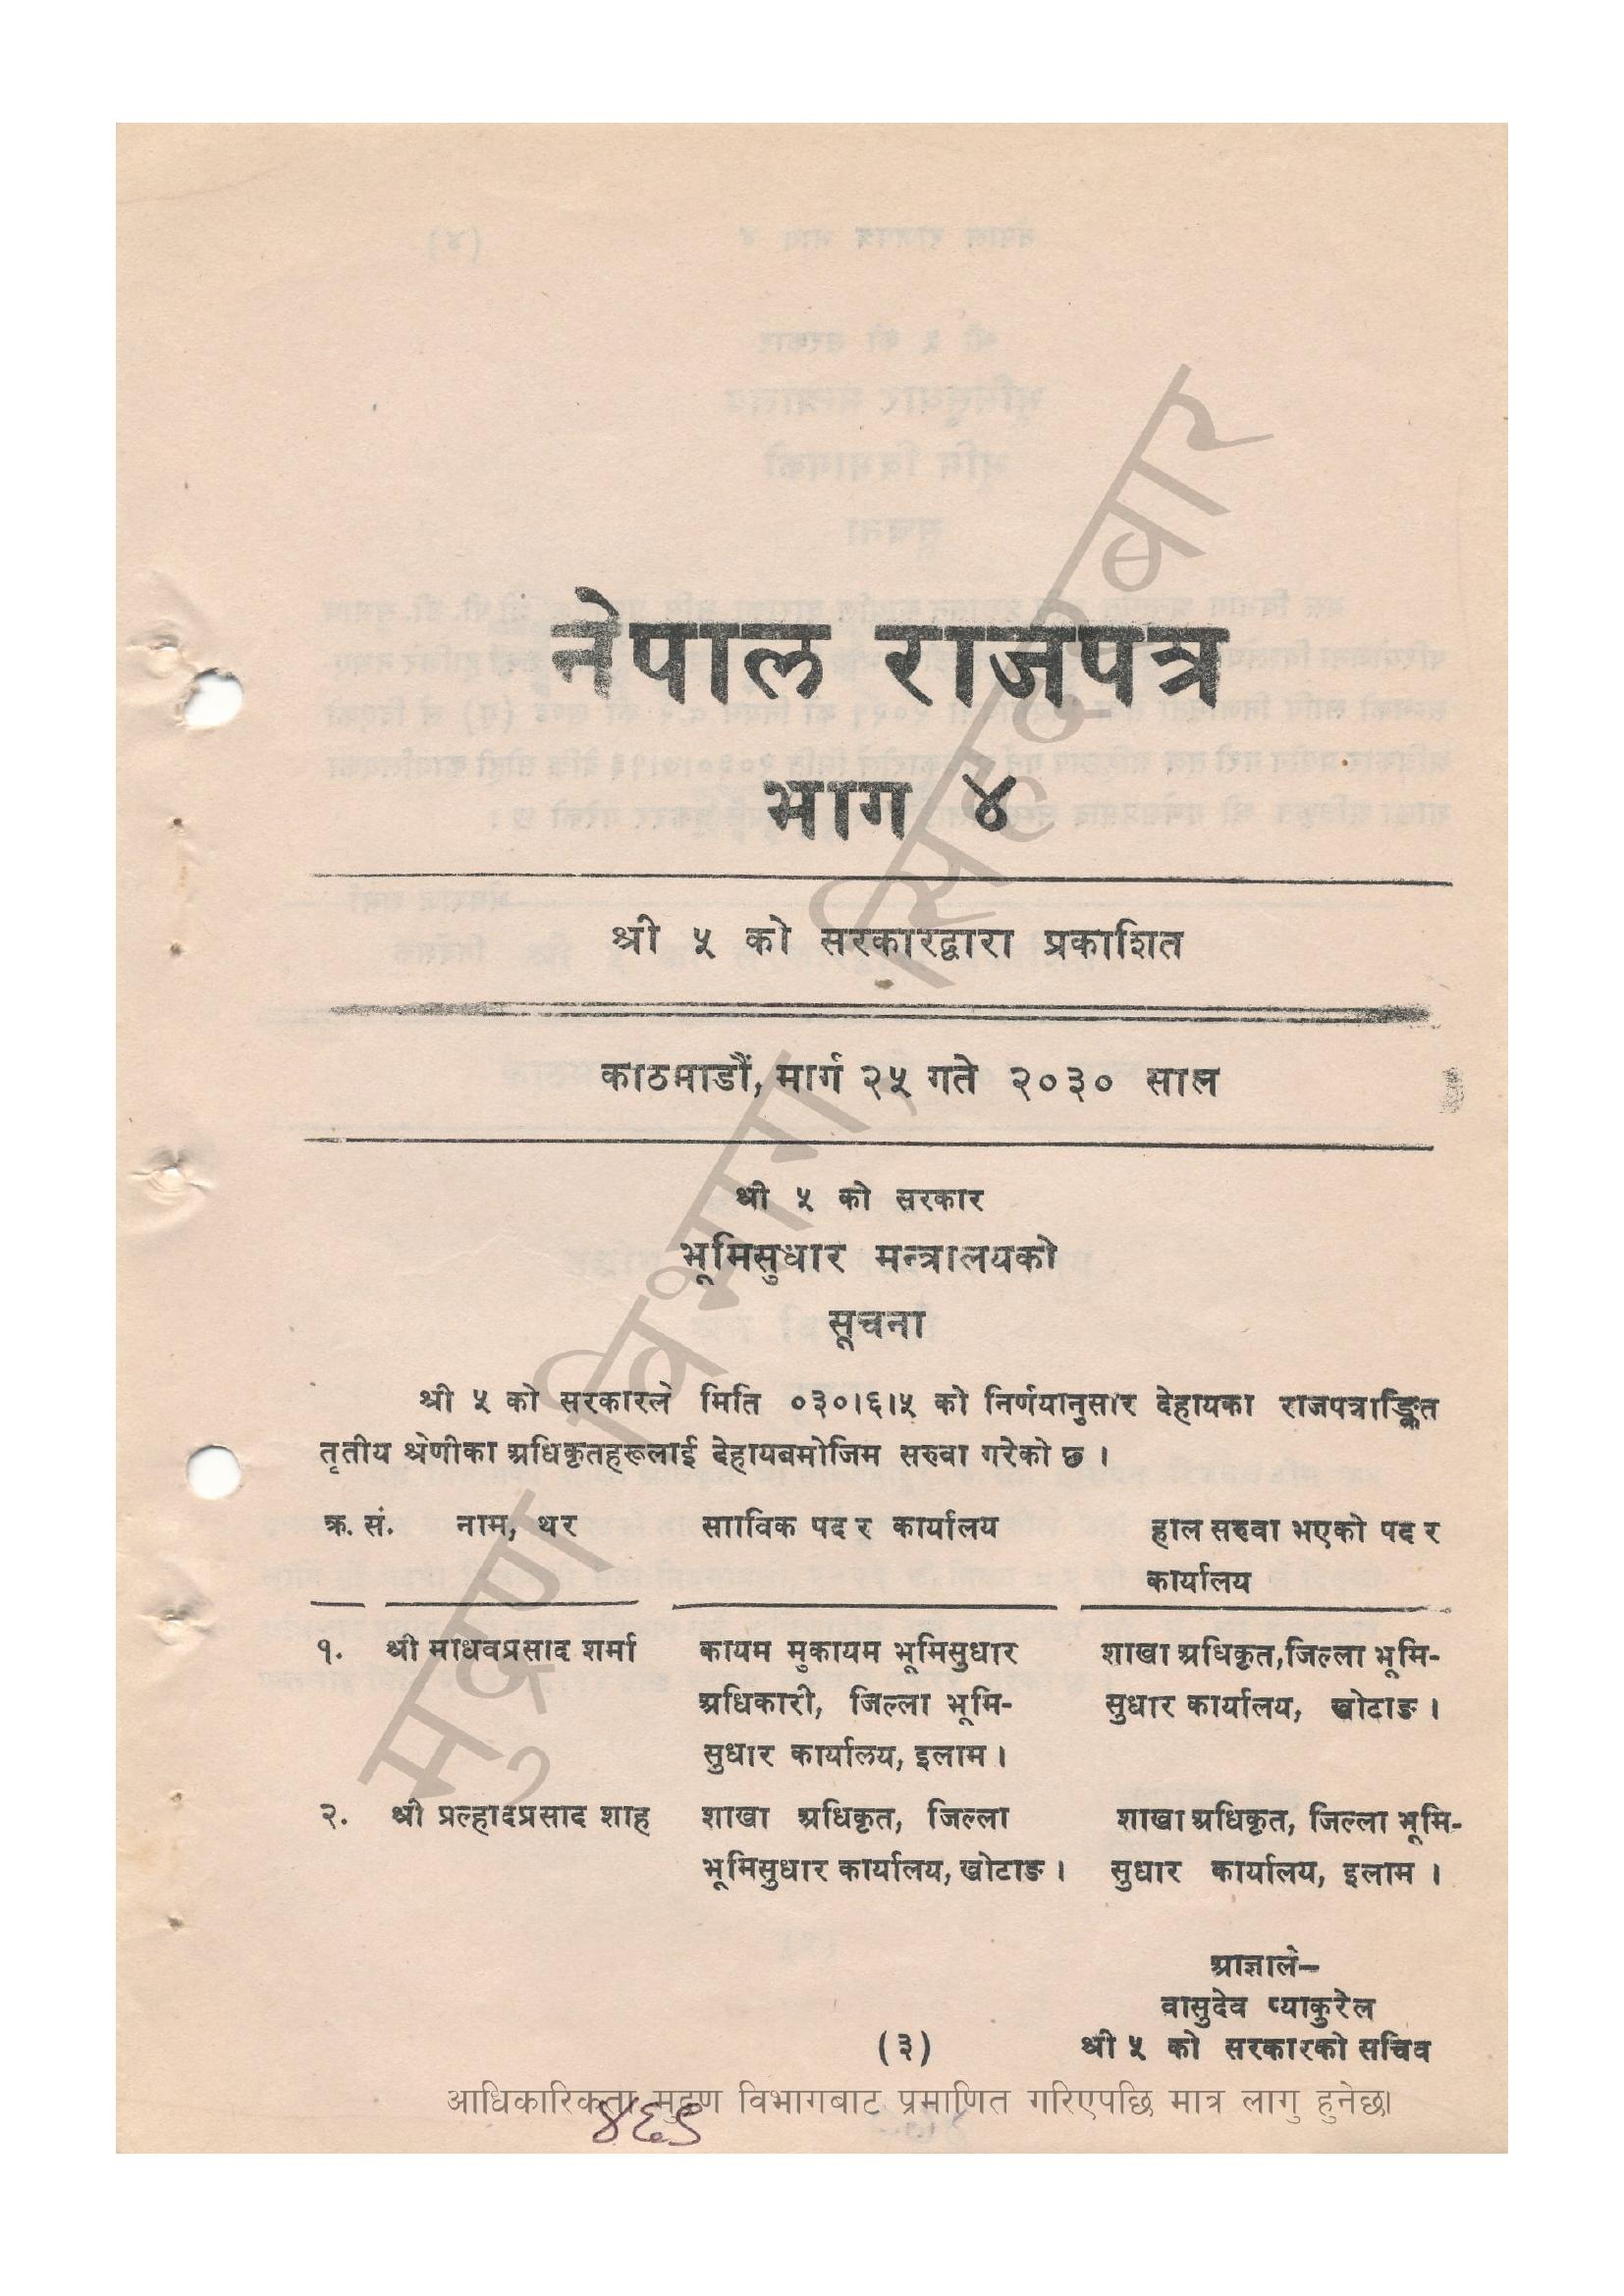 नेपाल राजपत्र
भाग ४
श्री ५ को सरकारद्वारा प्रकाशित
काठमाडौं, मार्ग २५ गते २०३० साल
श्री ५ को सरकार
भूमिसुधार मन्त्रालयको
सूचना
श्री ५ को सरकारले मिति ०३०।६।५ को निर्णयानुसार देहायका राजपत्राङ्कित
तृतीय श्रेणीका अधिकृतहरूलाई देहायबमोजिम सरुवा गरेको छ ।
क्र. सं. नाम, थर सााविक पद र कार्यालय हाल सरुवा भएको पद र
कार्यालय
१. श्री माधवप्रसाद शर्मा कायम मुकायम भूमिसुधार शाखा अधिकृत,जिल्ला भूमि-
अधिकारी, जिल्ला भूमि- सुधार कार्यालय, खोटाङ ।
सुधार कार्यालय, इलाम ।
२. श्री प्रल्हादप्रसाद शाह शाखा अधिकृत, जिल्ला शाखा अधिकृत, जिल्ला भूमि-
भूमिसुधार कार्यालय, खोटाङ । सुधार कार्यालय, इलाम ।
आज्ञाले–
वासुदेव प्याकुरेल
(३) श्री ५ को सरकारको सचिव
आधिकारिकता मुद्रण विभागबाट प्रमाणित गरिएपछि मात्र लागु हुनेछ।
४६९
मुद्रण विभाग, सिंहदरबार